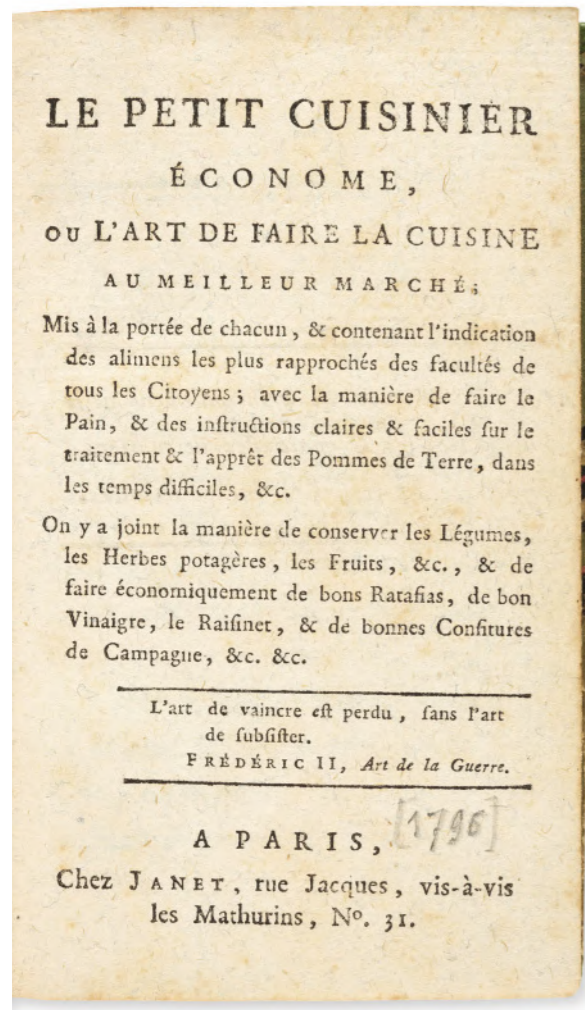 LE PETIT CUISINIER
ÉCONOME,
OU L'ART DE FAIRE LA CUISINE
AU MEILLEUR MARCHÉ;
Mis à la portée de chacun, & contenant l'indication
des alimens les plus rapprochés des facultés de
tous les Citoyens; avec la manière de faire le
Pain, & des inſtructions claires & faciles ſur le
traitement & l'apprêt des Pommes de Terre, dans
les temps difficiles, &c.
On y a joint la manière de conserver les Légumes,
les Herbes potagères, les Fruits, &c., & de
faire économiquement de bons Ratafias, de bon
Vinaigre, le Raiſinet, & de bonnes Confitures
de Campagne, &c. &c.
L'art de vaincre eſt perdu, ſans l'art
de ſubſiſter.
FRÉDÉRIC II, Art de la Guerre.
[1796]
A PARIS,
Chez JANET, rue Jacques, vis-à-vis
les Mathurins, Nº. 31.